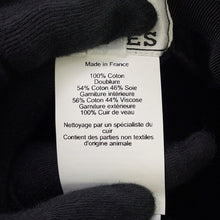 ES
Made in France
100% Coton
Doublure
54% Coton 46% Soie
Garniture intérieure
56% Coton 44% Viscose
Garniture extérieure
100% Cuir de veau
Nettoyage par un spécialiste du
cuir
Contient des parties non textiles
d'origine animale